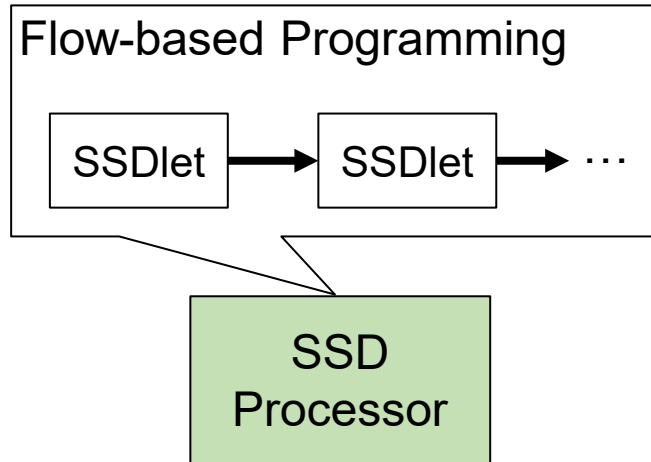 Flow-based Programming
SSDlet SSDlet ...
SSD
Processor